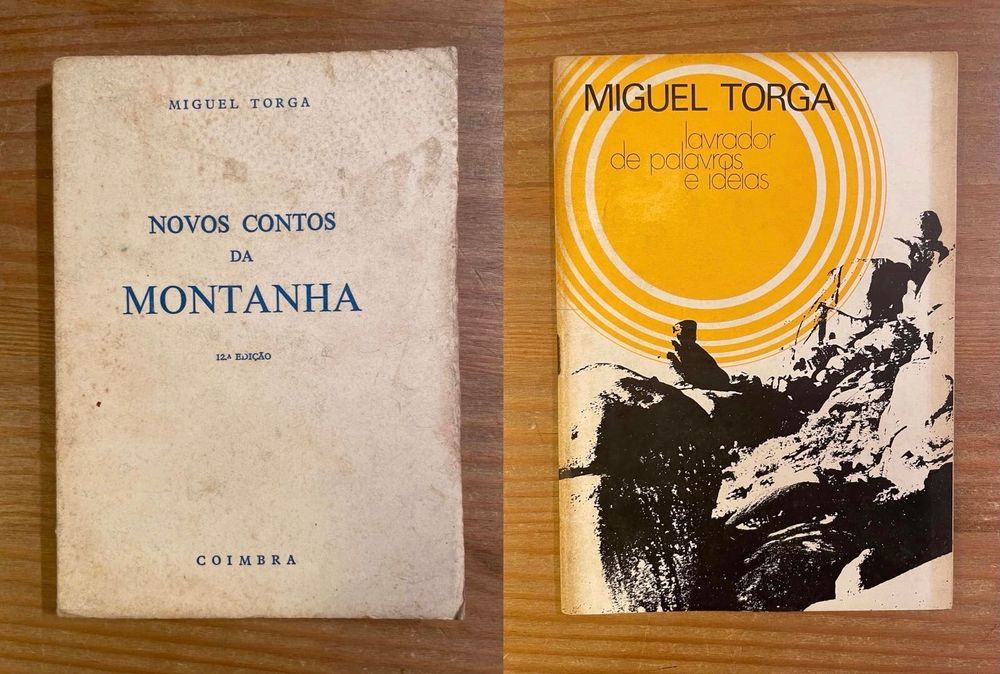 MIGUEL TORGA
NOVOS CONTOS
DA
MONTANHA
12.ª EDIÇÃO
COIMBRA
MIGUEL TORGA
lavrador
de palavras
e ideias